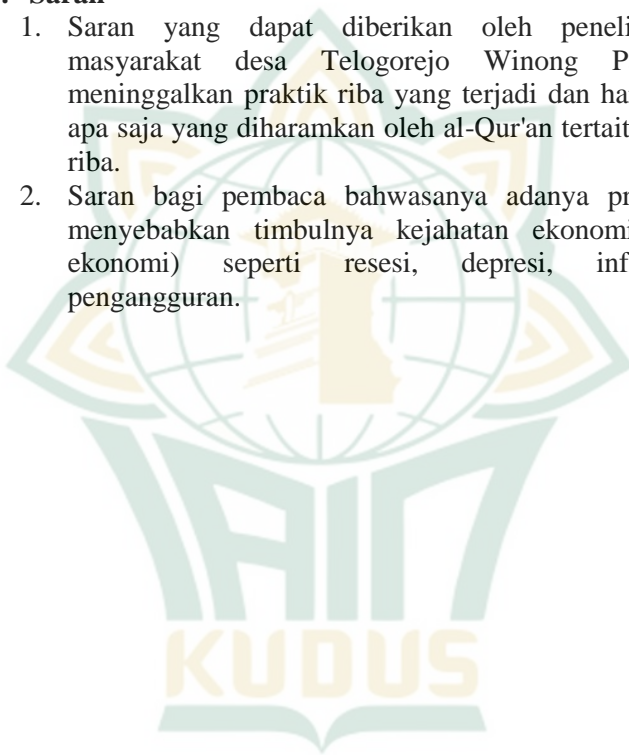 . Saran
1. Saran yang dapat diberikan oleh peneli
masyarakat desa Telogorejo Winong P
meninggalkan praktik riba yang terjadi dan ha
apa saja yang diharamkan oleh al-Qur'an tertait
riba.
2. Saran bagi pembaca bahwasanya adanya pr
menyebabkan timbulnya kejahatan ekonomi
ekonomi) seperti resesi, depresi, inf
pengangguran.
IAIN
KUDUS